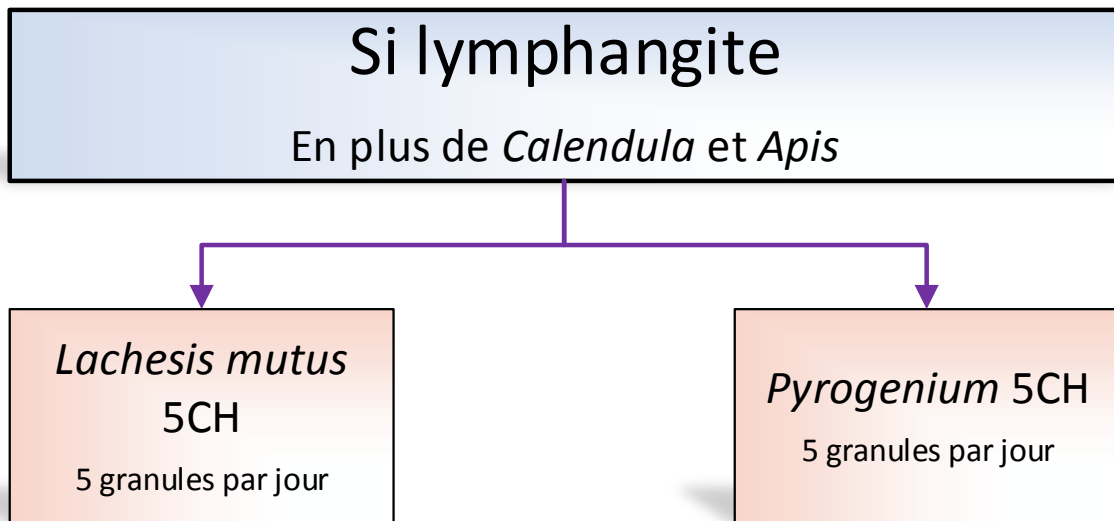 Si lymphangite
En plus de Calendula et Apis
Lachesis mutus
5CH
5 granules par jour
Pyrogenium 5CH
5 granules par jour